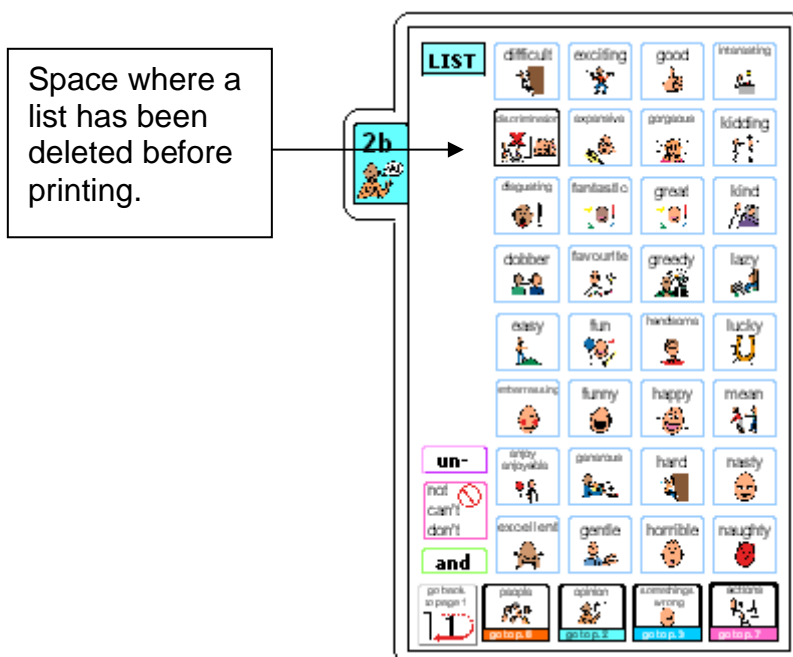 Space where a
list has been
deleted before
printing.
2b
LIST
difficult
exciting
good
interesting
discrimination
expensive
gorgeous
kidding
disgusting
fantastic
great
kind
dobber
favourite
greedy
lazy
easy
fun
handsome
lucky
embarrassing
funny
happy
mean
un-
enjoy
enjoyable
generous
hard
nasty
not
can't
don't
excellent
gentle
horrible
naughty
and
go back
to page 1
people
go to p. 8
opinion
go to p. 2
something's
wrong
go to p. 3
actions
go to p. 7